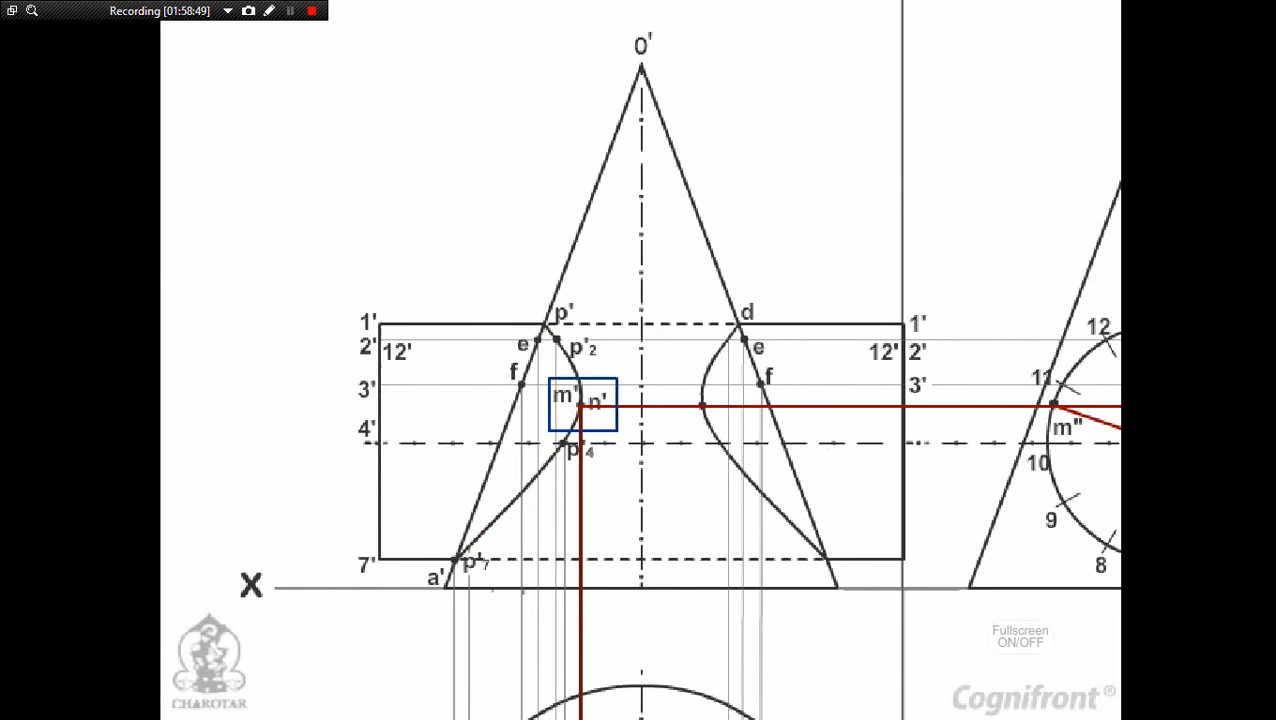 Recording [01:58:49]
O'
1' p' d 1' 12
2' 12' e p'2 e 12' 2'
3' f f 3' 11
m' n'
4' p'4 m"
10
9
7' a' p'7 8
X
Fullscreen
ON/OFF
CHAROTAR
Cognifront®